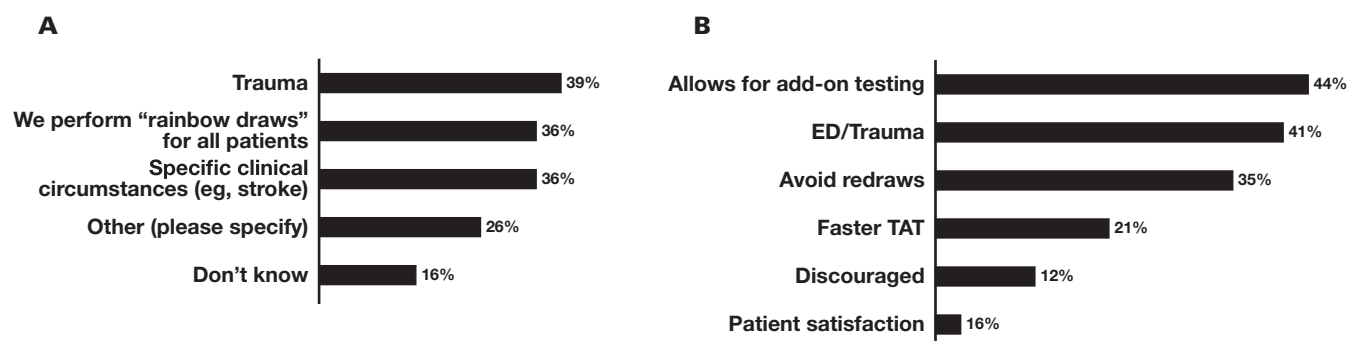 A
Trauma
39%
We perform “rainbow draws”
for all patients
36%
Specific clinical
circumstances (eg, stroke)
36%
Other (please specify)
26%
Don’t know
16%
B
Allows for add-on testing
44%
ED/Trauma
41%
Avoid redraws
35%
Faster TAT
21%
Discouraged
12%
Patient satisfaction
16%